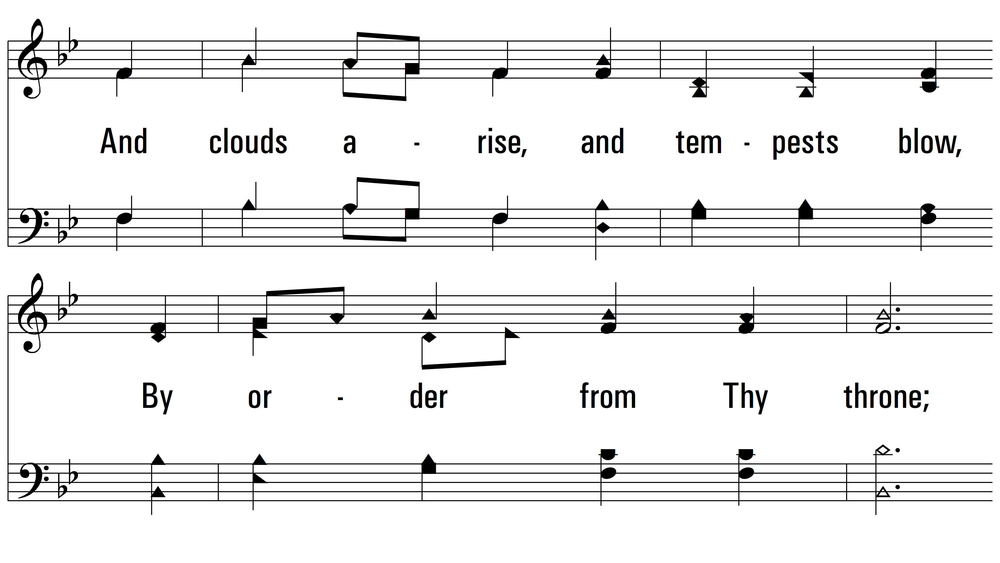 And clouds a - rise, and tem - pests blow,
By or - der from Thy throne;